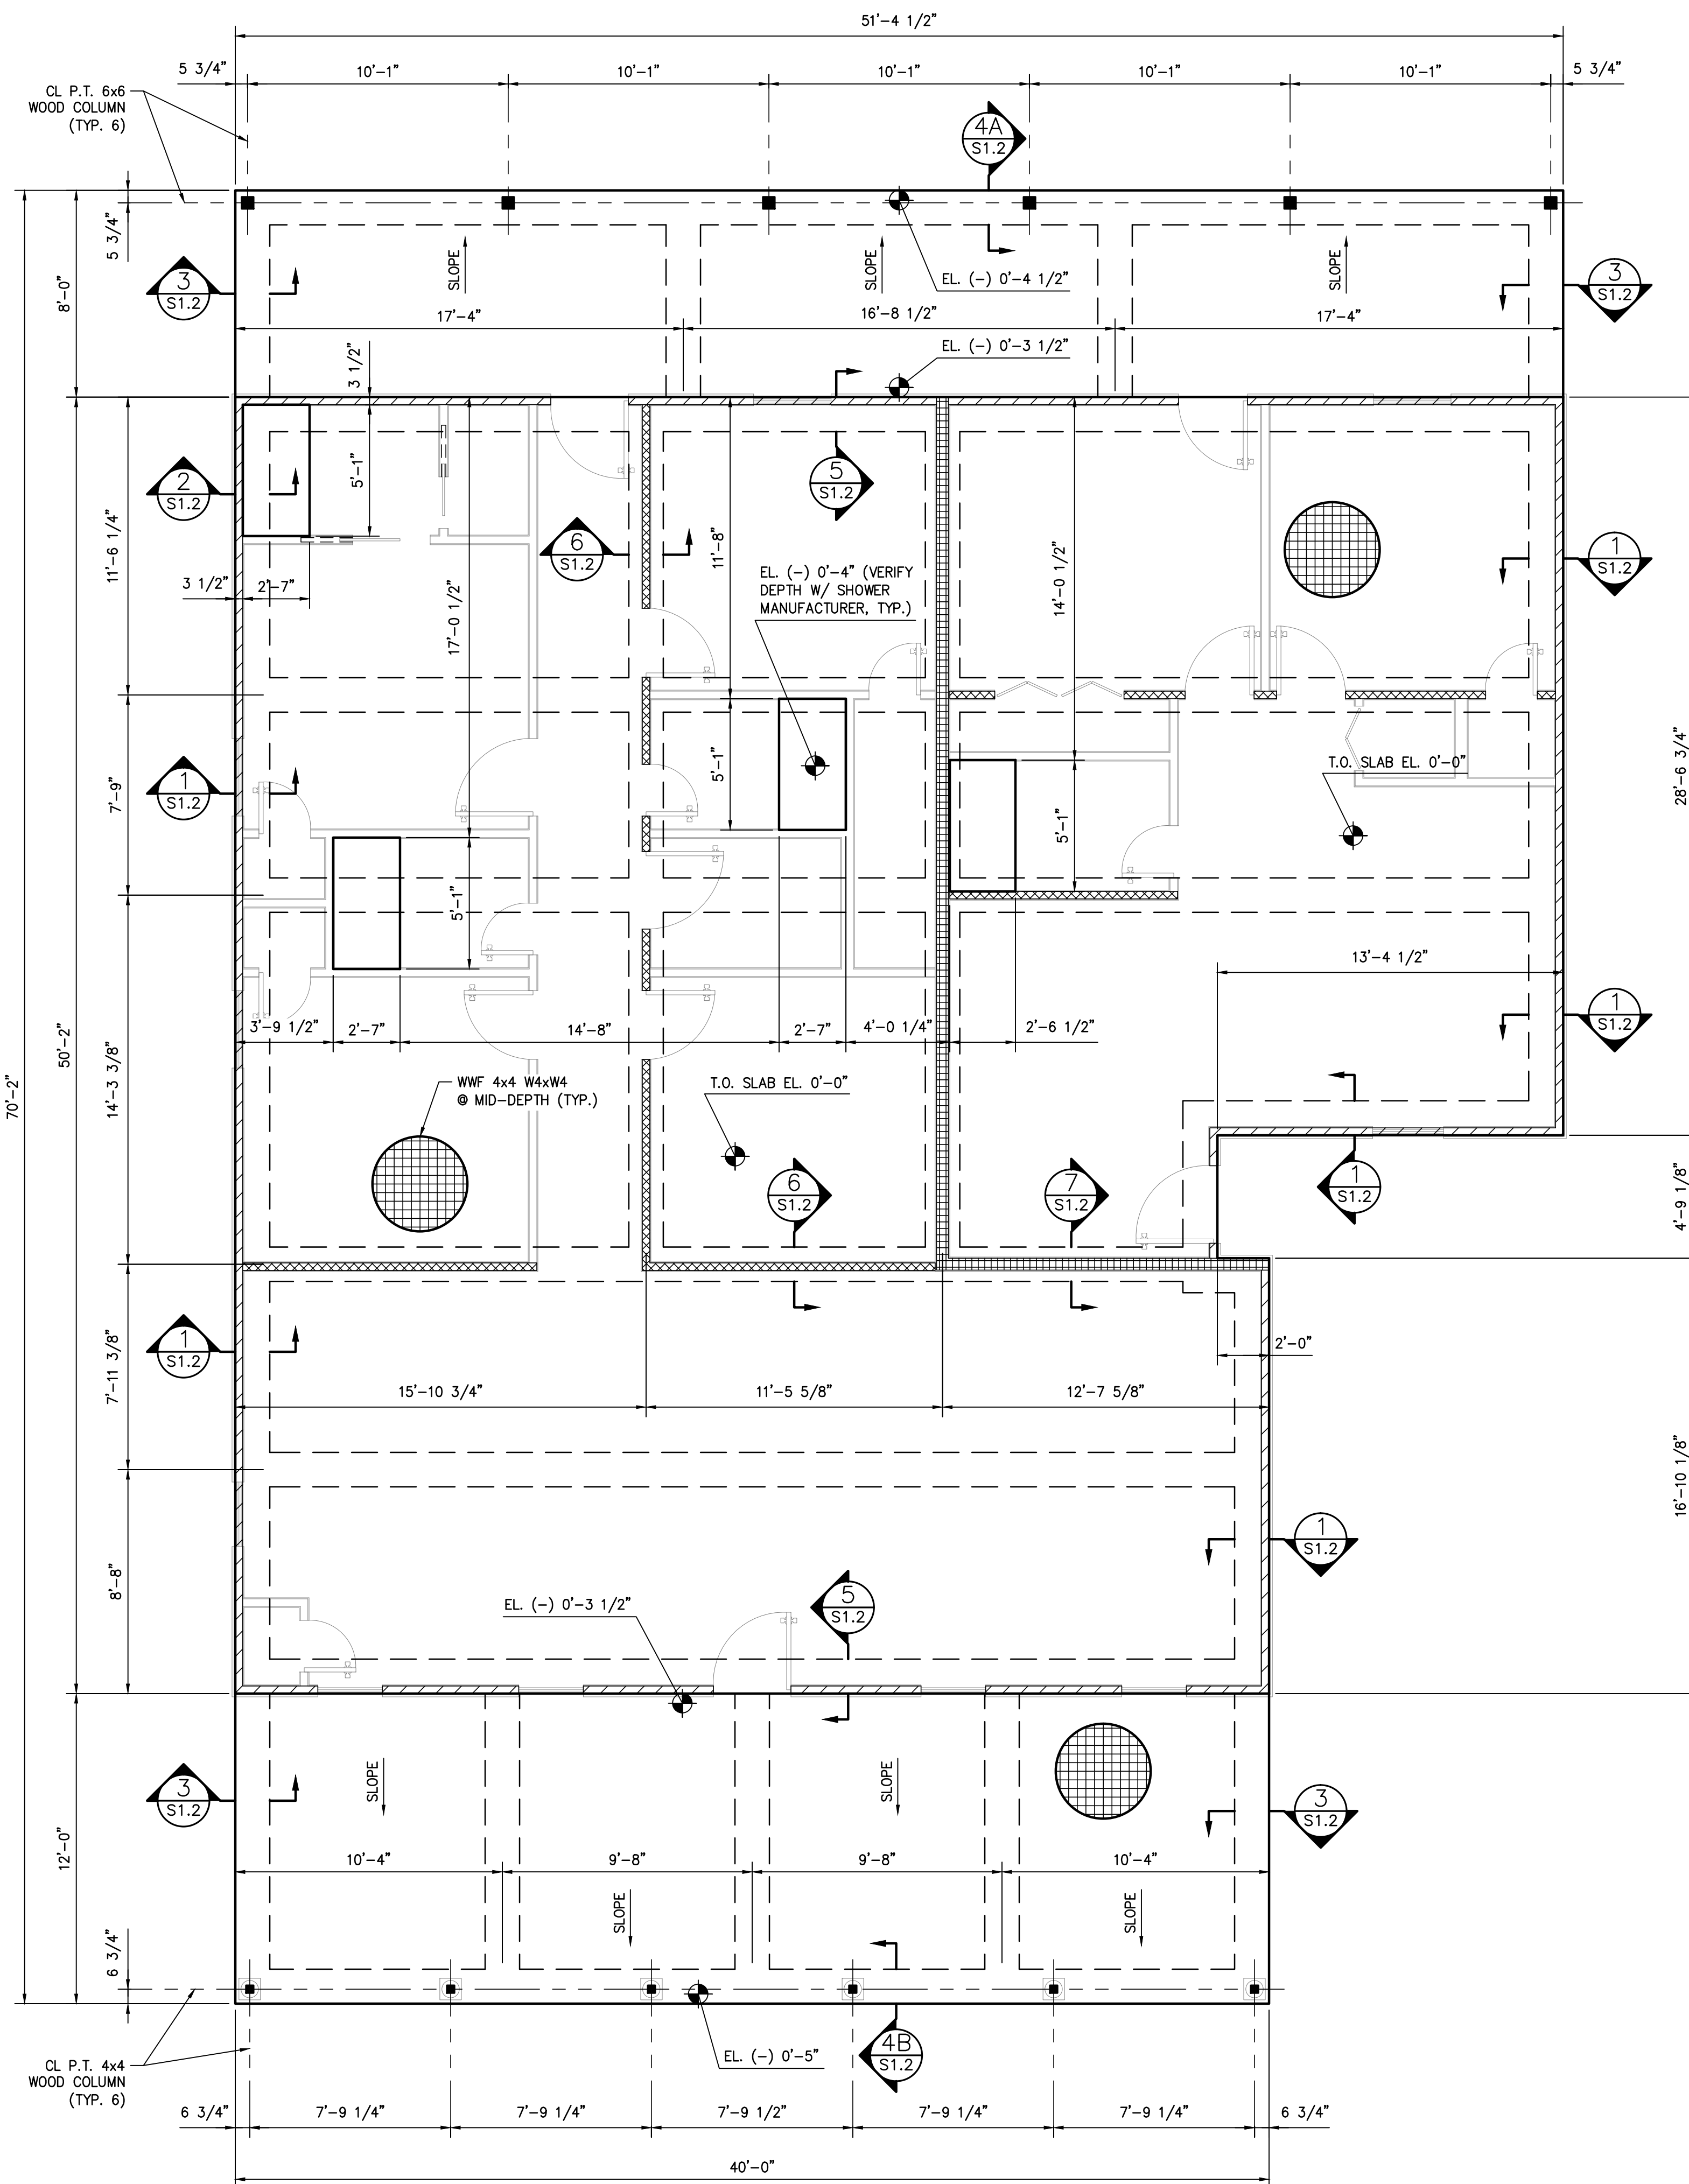 51'-4 1/2"
5 3/4"
10'-1"
10'-1"
10'-1"
10'-1"
10'-1"
5 3/4"
CL P.T. 6x6
WOOD COLUMN
(TYP. 6)
4A
S1.2
5 3/4"
8'-0"
3
S1.2
SLOPE
SLOPE
SLOPE
EL. (-) 0'-4 1/2"
3
S1.2
17'-4"
16'-8 1/2"
17'-4"
EL. (-) 0'-3 1/2"
3 1/2"
2
S1.2
5'-1"
5
S1.2
11'-6 1/4"
6
S1.2
11'-8"
14'-0 1/2"
1
S1.2
3 1/2"
2'-7"
17'-0 1/2"
EL. (-) 0'-4" (VERIFY
DEPTH W/ SHOWER
MANUFACTURER, TYP.)
7'-9"
1
S1.2
5'-1"
T.O. SLAB EL. 0'-0"
28'-6 3/4"
5'-1"
5'-1"
13'-4 1/2"
1
S1.2
3'-9 1/2"
2'-7"
14'-8"
2'-7"
4'-0 1/4"
2'-6 1/2"
50'-2"
70'-2"
14'-3 3/8"
WWF 4x4 W4xW4
@ MID-DEPTH (TYP.)
T.O. SLAB EL. 0'-0"
6
S1.2
7
S1.2
1
S1.2
4'-9 1/8"
7'-11 3/8"
1
S1.2
2'-0"
15'-10 3/4"
11'-5 5/8"
12'-7 5/8"
16'-10 1/8"
1
S1.2
8'-8"
EL. (-) 0'-3 1/2"
5
S1.2
3
S1.2
SLOPE
SLOPE
3
S1.2
12'-0"
10'-4"
9'-8"
9'-8"
10'-4"
SLOPE
SLOPE
6 3/4"
CL P.T. 4x4
WOOD COLUMN
(TYP. 6)
EL. (-) 0'-5"
4B
S1.2
6 3/4"
7'-9 1/4"
7'-9 1/4"
7'-9 1/2"
7'-9 1/4"
7'-9 1/4"
6 3/4"
40'-0"